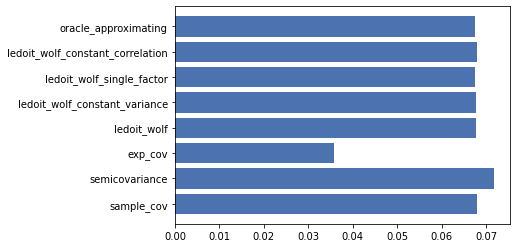 oracle_approximating
ledoit_wolf_constant_correlation
ledoit_wolf_single_factor
ledoit_wolf_constant_variance
ledoit_wolf
exp_cov
semicovariance
sample_cov
0.00 0.01 0.02 0.03 0.04 0.05 0.06 0.07